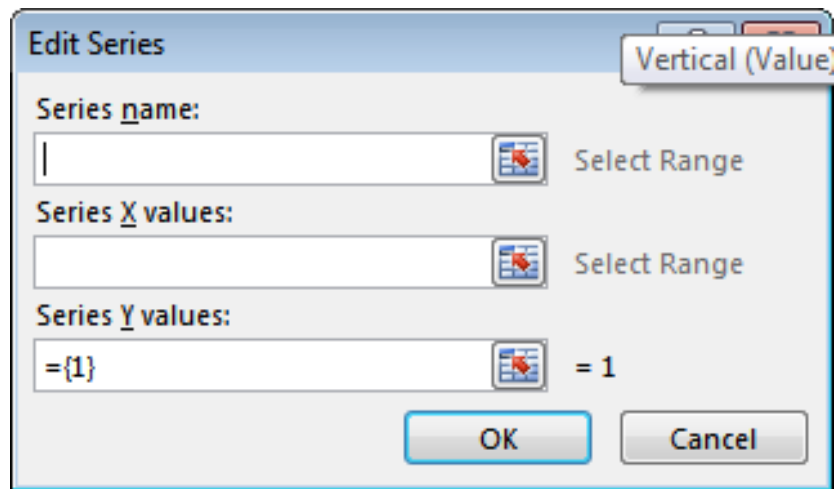 Edit Series
Vertical (Value)
Series name:
Select Range
Series X values:
Select Range
Series Y values:
={1} = 1
OK Cancel